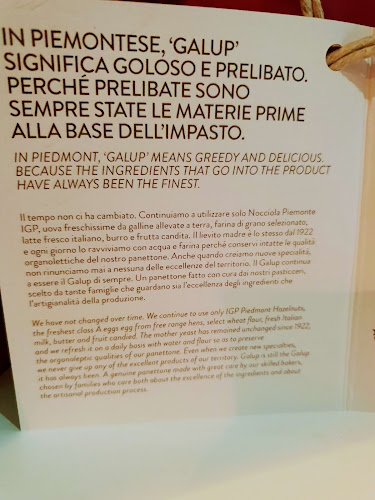 IN PIEMONTESE, ‘GALUP’
SIGNIFICA GOLOSO E PRELIBATO.
PERCHÉ PRELIBATE SONO
SEMPRE STATE LE MATERIE PRIME
ALLA BASE DELL’IMPASTO.
IN PIEDMONT, ‘GALUP’ MEANS GREEDY AND DELICIOUS.
BECAUSE THE INGREDIENTS THAT GO INTO THE PRODUCT
HAVE ALWAYS BEEN THE FINEST.
Il tempo non ci ha cambiato. Continuiamo a utilizzare solo Nocciola Piemonte
IGP, uova freschissime da galline allevate a terra, farina di grano selezionato,
latte fresco italiano, burro e frutta candita. Il lievito madre è lo stesso dal 1922
e ogni giorno lo ravviviamo con acqua e farina perché conservi intatte le qualità
organolettiche del nostro panettone. Anche quando creiamo nuove specialità,
non rinunciamo mai a nessuna delle eccellenze del territorio. Il Galup continua
a essere il Galup di sempre. Un panettone fatto con cura dai nostri pasticceri,
scelto da tante famiglie che guardano sia l’eccellenza degli ingredienti che
l’artigianalità della produzione.
We have not changed over time. We continue to use only IGP Piedmont Hazelnuts,
the freshest class A eggs egg from free range hens, select wheat flour, fresh Italian
milk, butter and fruit candied. The mother yeast has remained unchanged since 1922,
and we refresh it on a daily basis with water and flour so as to preserve
the organoleptic qualities of our panettone. Even when we create new specialties,
we never give up any of the excellent products of our territory. Galup is still the Galup
it has always been. A genuine panettone made with great care by our skilled bakers,
chosen by families who care both about the excellence of the ingredients and about
the artisanal production process.